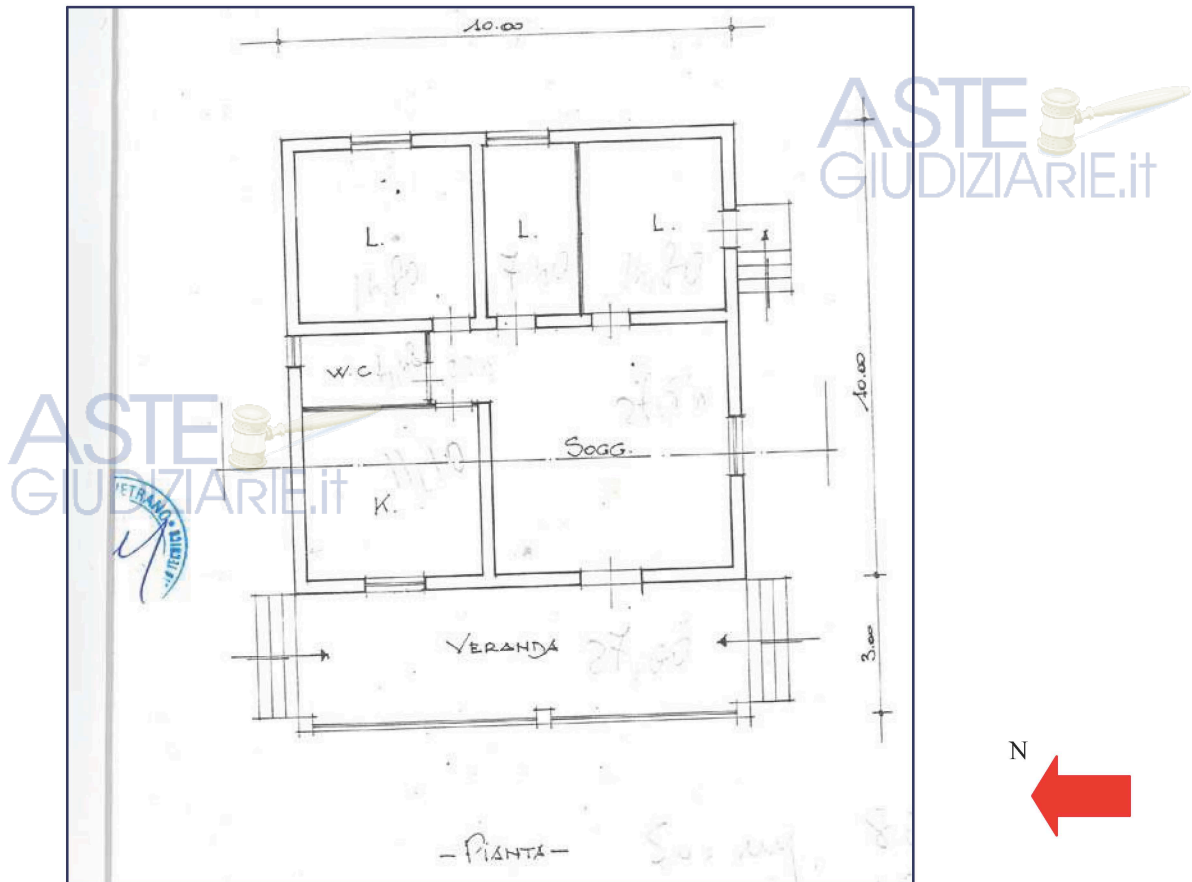 10.00
ASTE
GIUDIZIARIE.it
L.
L.
L.
W.C.
10.00
ASTE
GIUDIZIARIE.it
SOGG.
K.
VERANDA
3.00
N
- PIANTA -